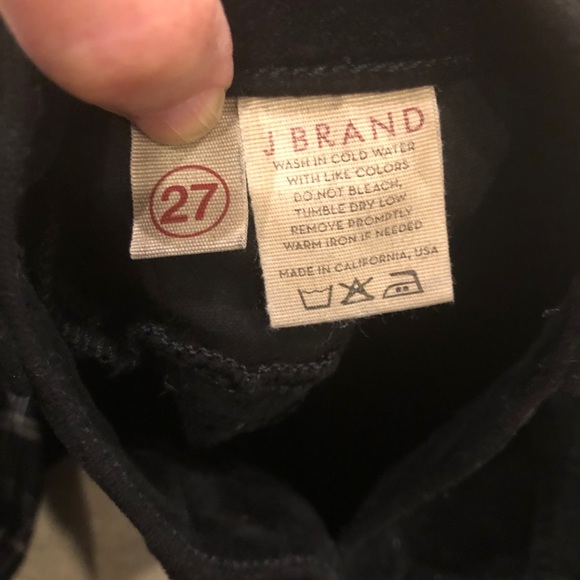 27
J BRAND
WASH IN COLD WATER
WITH LIKE COLORS
DO NOT BLEACH,
TUMBLE DRY LOW
REMOVE PROMPTLY
WARM IRON IF NEEDED
MADE IN CALIFORNIA, USA